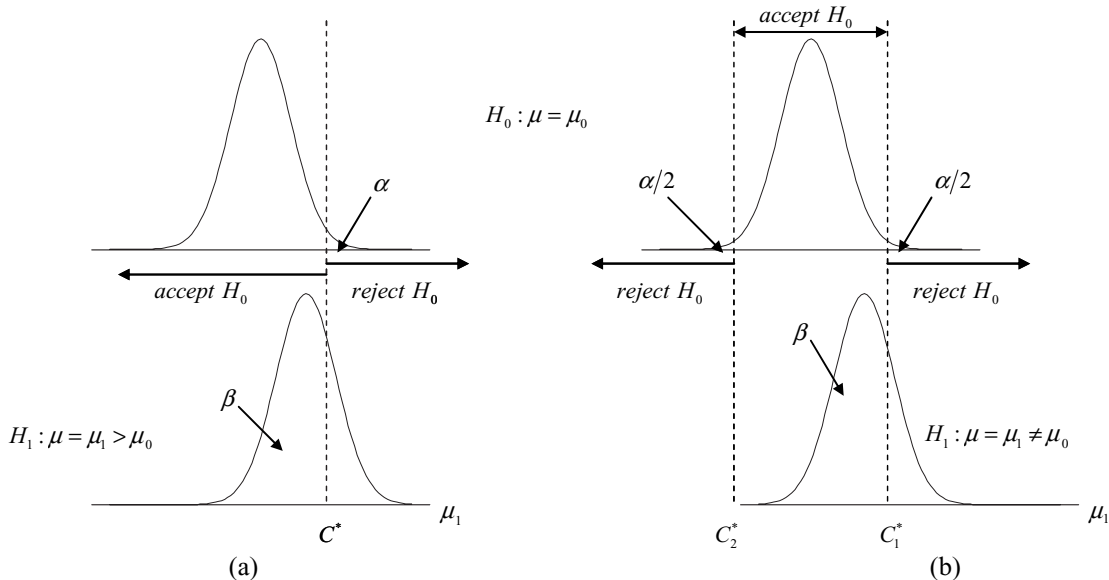 accept H₀
H₀ : μ = μ₀
α
α/2
α/2
accept H₀
reject H₀
reject H₀
reject H₀
β
β
H₁ : μ = μ₁ > μ₀
H₁ : μ = μ₁ ≠ μ₀
μ₁
μ₁
C*
C₂*
C₁*
(a)
(b)